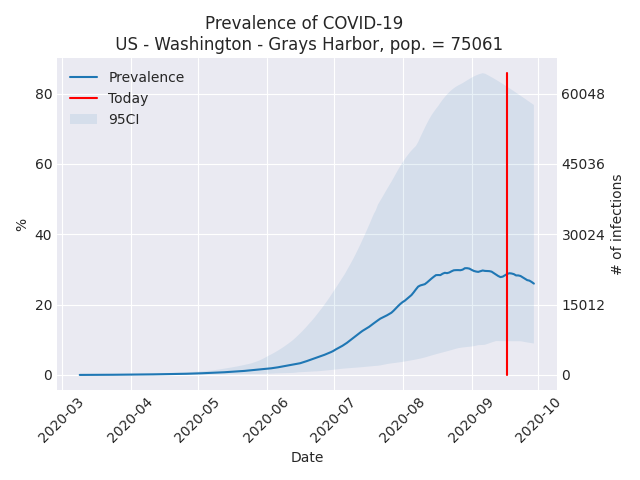 Prevalence of COVID-19
US - Washington - Grays Harbor, pop. = 75061
Prevalence
Today
95CI
80
60
40
20
0
%
60048
45036
30024
15012
0
# of infections
2020-03
2020-04
2020-05
2020-06
2020-07
2020-08
2020-09
2020-10
Date